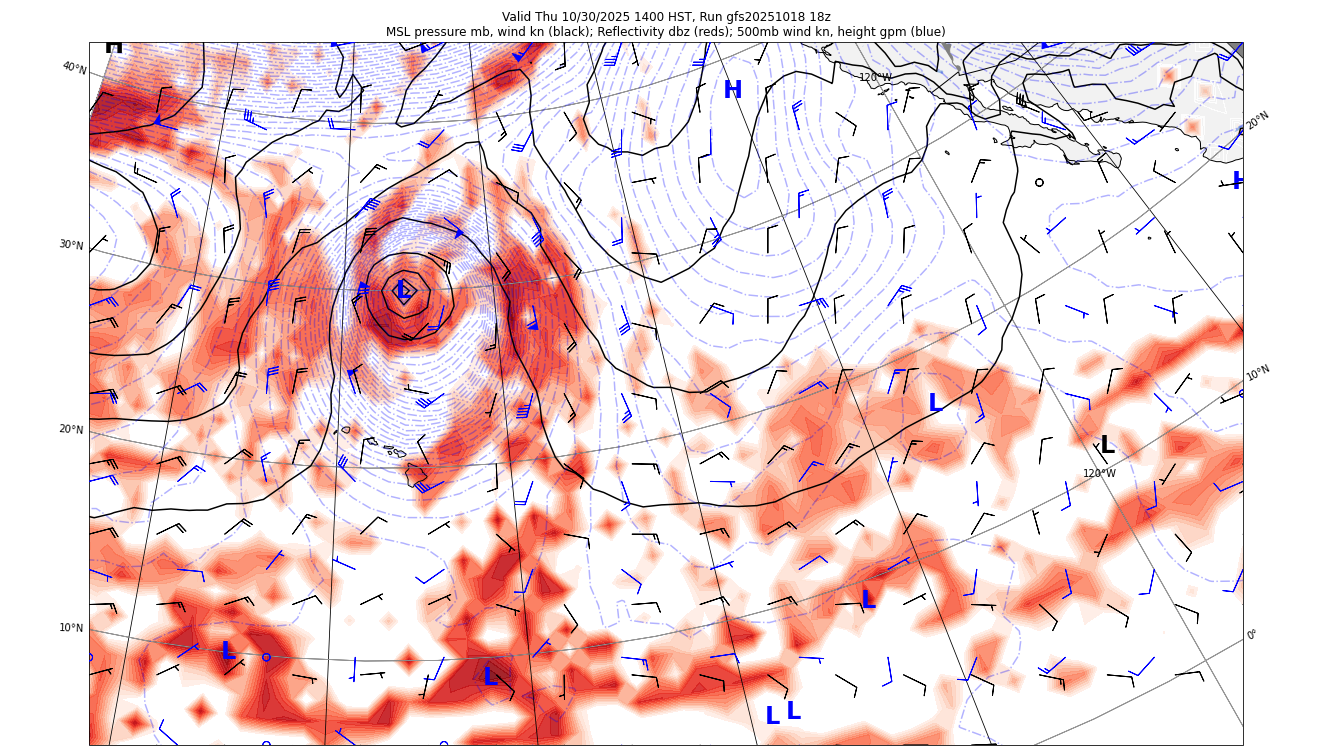 Valid Thu 10/30/2025 1400 HST, Run gfs20251018 18z
MSL pressure mb, wind kn (black); Reflectivity dbz (reds); 500mb wind kn, height gpm (blue)
H
40°N
H
120°W
20°N
H
30°N
L
10°N
L
20°N
L
120°W
10°N
L
0°
L
L
L L